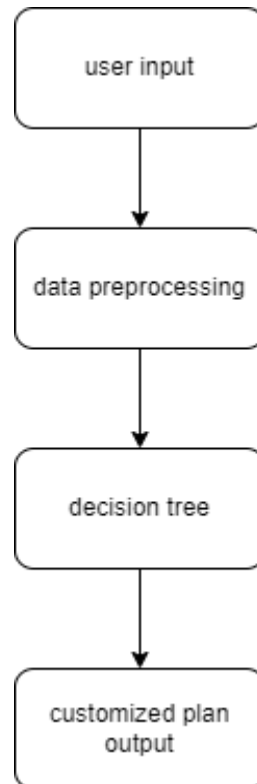 user input
data preprocessing
decision tree
customized plan
output